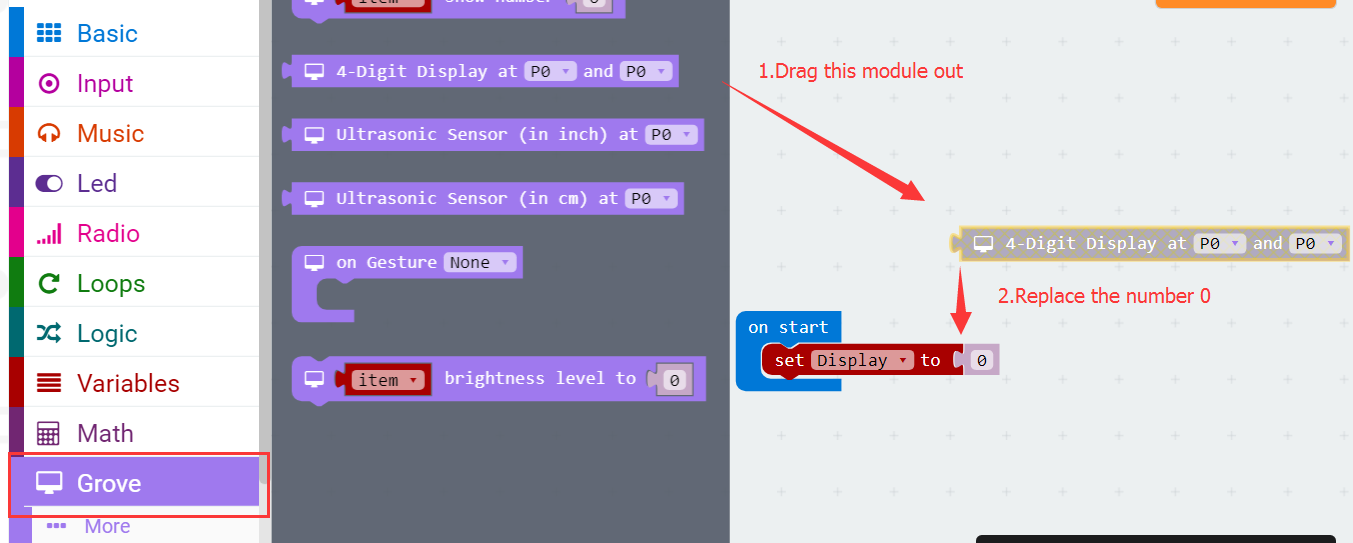 Basic
Input
Music
Led
Radio
Loops
Logic
Variables
Math
Grove
More
item
4-Digit Display at P0 and P0
Ultrasonic Sensor (in inch) at P0
Ultrasonic Sensor (in cm) at P0
on Gesture None
item brightness level to 0
1.Drag this module out
4-Digit Display at P0 and P0
2.Replace the number 0
on start
set Display to 0